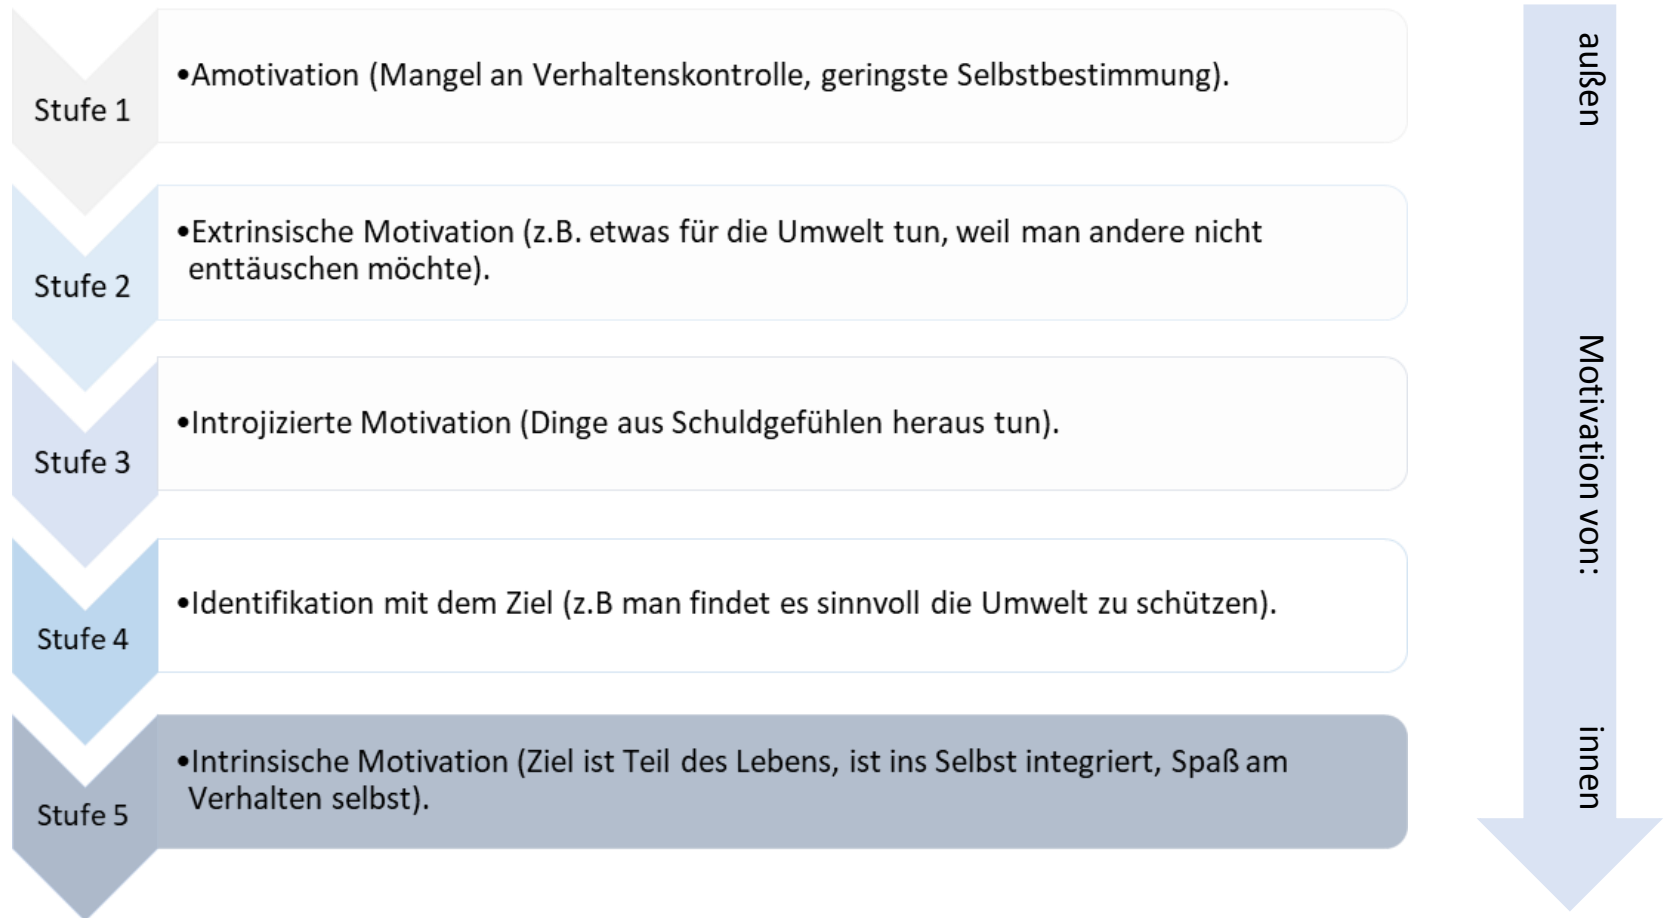 Stufe 1
•Amotivation (Mangel an Verhaltenskontrolle, geringste Selbstbestimmung).
Stufe 2
•Extrinsische Motivation (z.B. etwas für die Umwelt tun, weil man andere nicht
enttäuschen möchte).
Stufe 3
•Introjizierte Motivation (Dinge aus Schuldgefühlen heraus tun).
Stufe 4
•Identifikation mit dem Ziel (z.B man findet es sinnvoll die Umwelt zu schützen).
Stufe 5
•Intrinsische Motivation (Ziel ist Teil des Lebens, ist ins Selbst integriert, Spaß am
Verhalten selbst).
außen
Motivation von:
innen